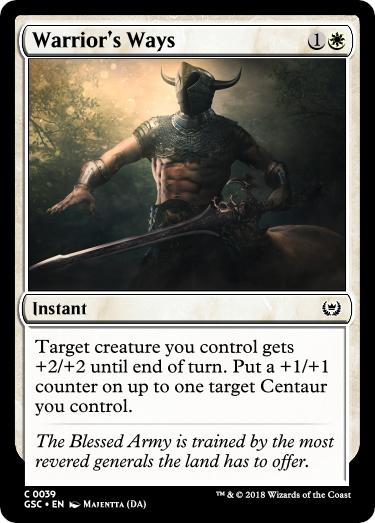 Warrior's Ways 1
Instant
Target creature you control gets
+2/+2 until end of turn. Put a +1/+1
counter on up to one target Centaur
you control.
The Blessed Army is trained by the most
revered generals the land has to offer.
C 0039
GSC • EN Majentta (DA)
™ & © 2018 Wizards of the Coast